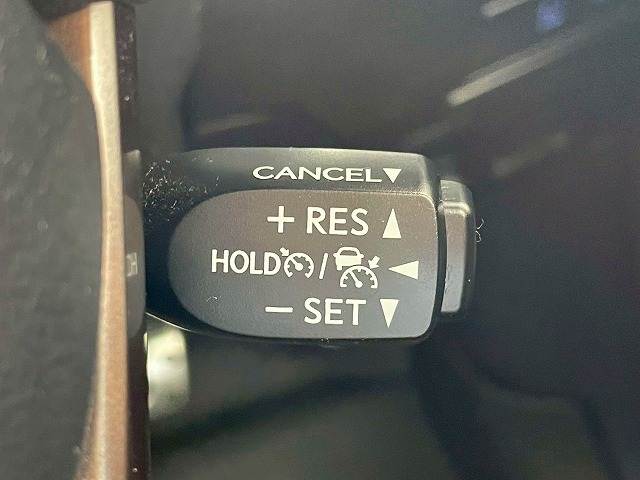 CANCEL▼
+ RES ▲
HOLD / ◀
− SET ▼